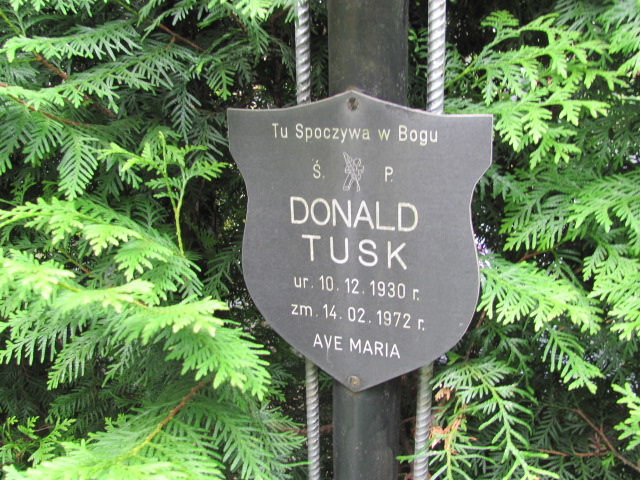 Tu Spoczywa w Bogu
Ś. P.
DONALD
TUSK
ur. 10. 12. 1930 r.
zm. 14. 02. 1972 r.
AVE MARIA